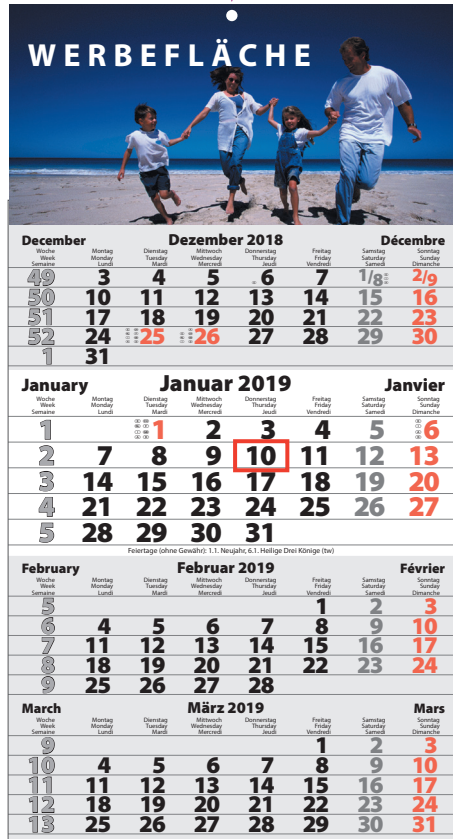 WERBEFLÄCHE
December Dezember 2018 Décembre
Woche Montag Dienstag Mittwoch Donnerstag Freitag Samstag Sonntag
Week Monday Tuesday Wednesday Thursday Friday Saturday Sunday
Semaine Lundi Mardi Mercredi Jeudi Vendredi Samedi Dimanche
49 3 4 5 6 7 1/8 2/9
50 10 11 12 13 14 15 16
51 17 18 19 20 21 22 23
52 24 25 26 27 28 29 30
1 31
January Januar 2019 Janvier
Woche Montag Dienstag Mittwoch Donnerstag Freitag Samstag Sonntag
Week Monday Tuesday Wednesday Thursday Friday Saturday Sunday
Semaine Lundi Mardi Mercredi Jeudi Vendredi Samedi Dimanche
1 1 2 3 4 5 6
2 7 8 9 10 11 12 13
3 14 15 16 17 18 19 20
4 21 22 23 24 25 26 27
5 28 29 30 31
Feiertage (ohne Gewähr): 1.1. Neujahr, 6.1. Heilige Drei Könige (tw)
February Februar 2019 Février
Woche Montag Dienstag Mittwoch Donnerstag Freitag Samstag Sonntag
Week Monday Tuesday Wednesday Thursday Friday Saturday Sunday
Semaine Lundi Mardi Mercredi Jeudi Vendredi Samedi Dimanche
5 1 2 3
6 4 5 6 7 8 9 10
7 11 12 13 14 15 16 17
8 18 19 20 21 22 23 24
9 25 26 27 28
March März 2019 Mars
Woche Montag Dienstag Mittwoch Donnerstag Freitag Samstag Sonntag
Week Monday Tuesday Wednesday Thursday Friday Saturday Sunday
Semaine Lundi Mardi Mercredi Jeudi Vendredi Samedi Dimanche
9 1 2 3
10 4 5 6 7 8 9 10
11 11 12 13 14 15 16 17
12 18 19 20 21 22 23 24
13 25 26 27 28 29 30 31